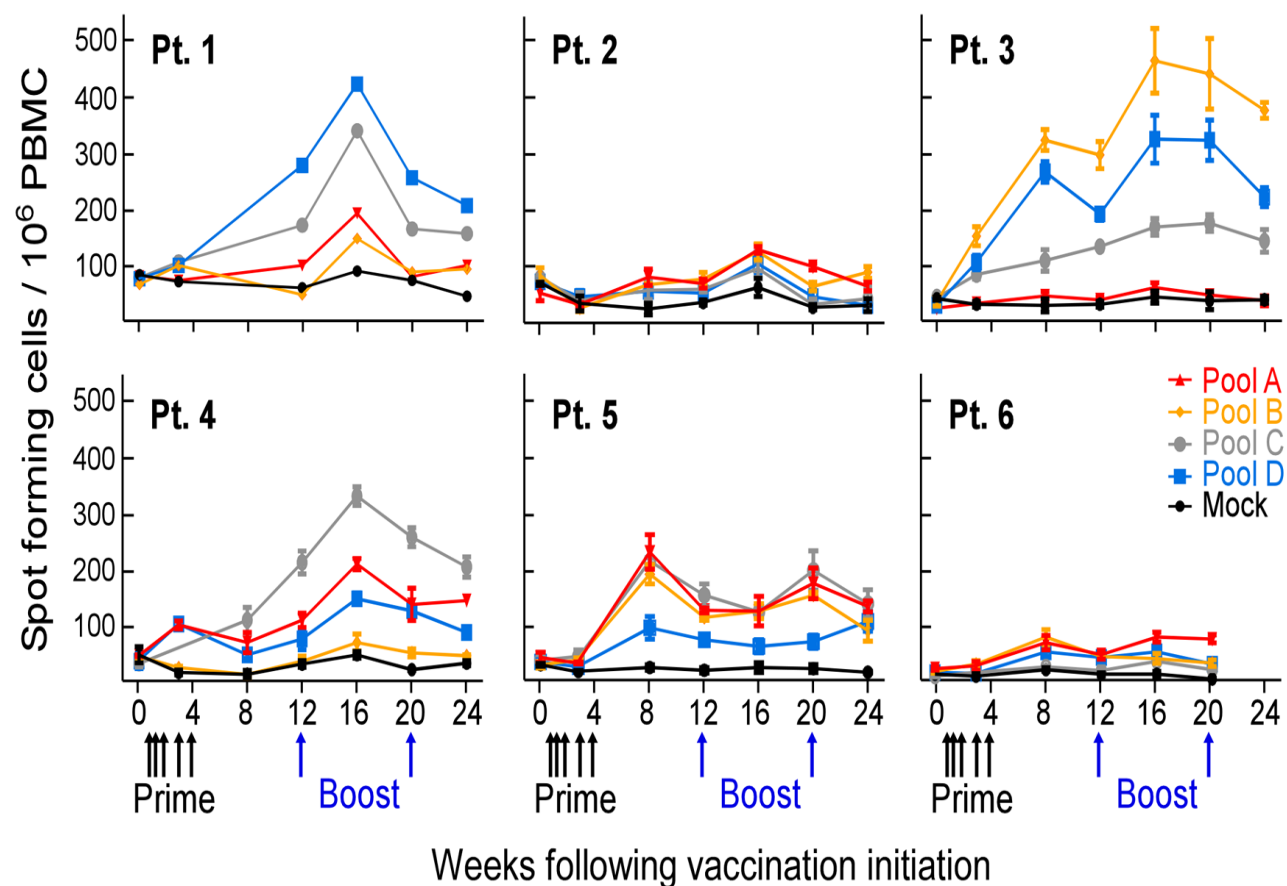 Spot forming cells / 10⁶ PBMC
Pt. 1
Pt. 2
Pt. 3
500
400
300
200
100
Pt. 4
Pt. 5
Pt. 6
500
400
300
200
100
Pool A
Pool B
Pool C
Pool D
Mock
0 4 8 12 16 20 24
0 4 8 12 16 20 24
0 4 8 12 16 20 24
Prime Boost
Prime Boost
Prime Boost
Weeks following vaccination initiation